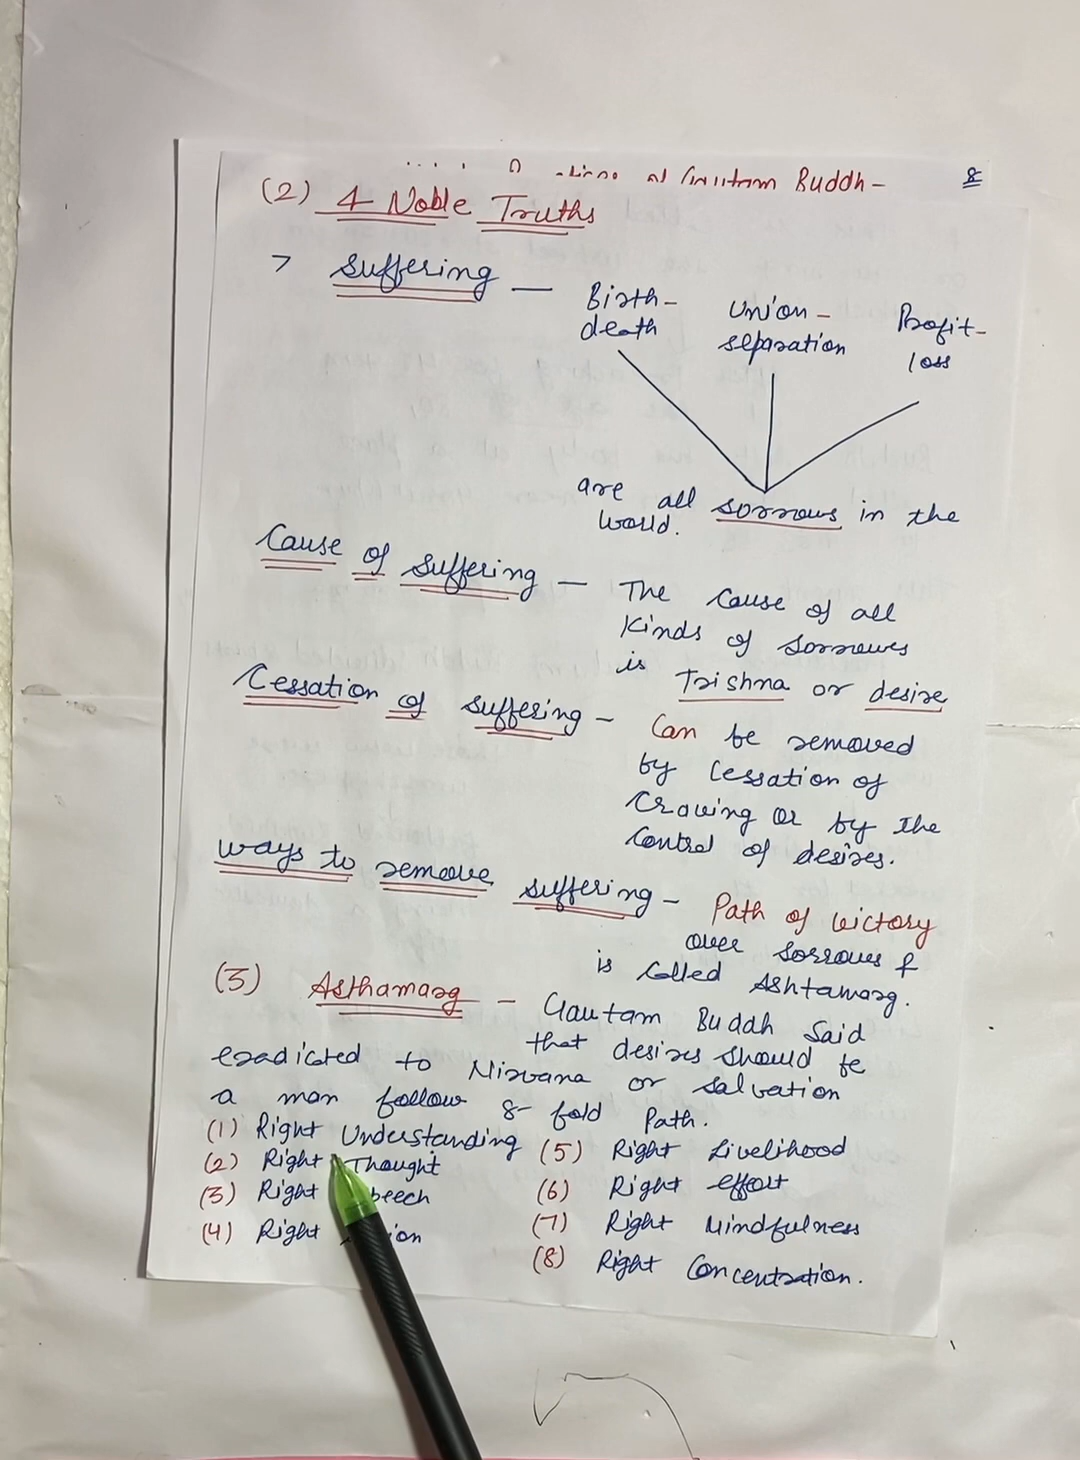 Buddh- 8
(2) 4 Noble Truths
> Suffering — Birth- Union- Profit-
death separation loss
are all sorrows in the
world.
Cause of Suffering — The Cause of all
kinds of sorrowes
is Trishna or desire
Cessation of suffering - Can be removed
by Cessation of
Craving or by the
Control of desires.
ways to remove suffering - Path of victory
over sorrows &
is Called Ashtamarg.
(3) Asthamarg - Gautam Buddh Said
that desires should be
eradicted to Nirvana or salvation
a man follow 8-fold Path.
(1) Right Understanding (5) Right Livelihood
(2) Right Thought (6) Right effort
(3) Right (7) Right Mindfulness
(4) Right (8) Right Concentration.